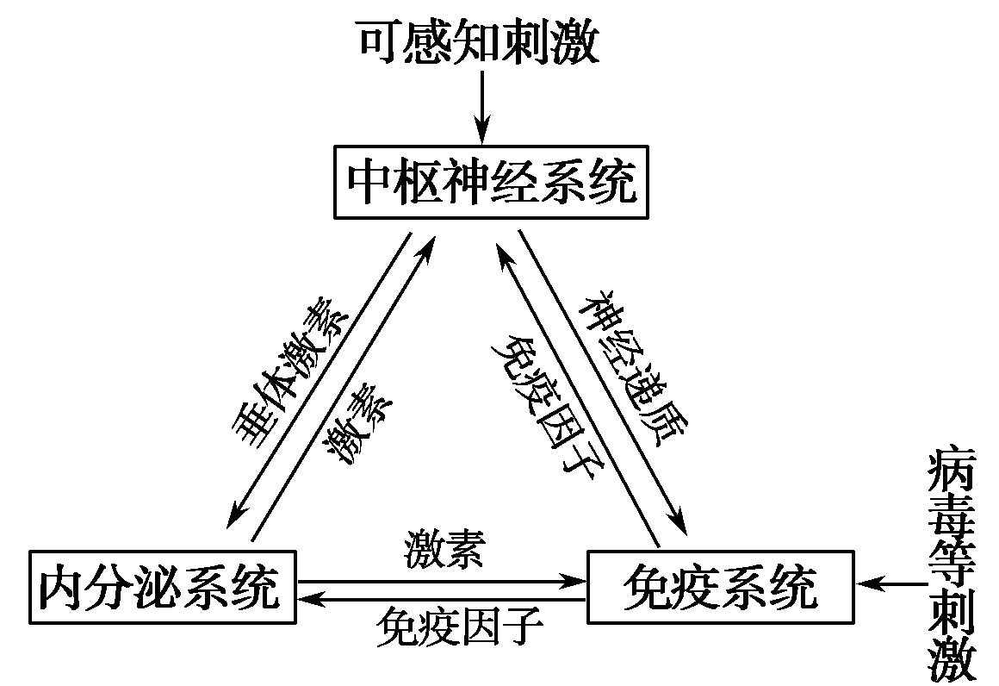 可感知刺激
中枢神经系统
垂体激素
激素
免疫因子
神经递质
病毒等刺激
内分泌系统
激素
免疫因子
免疫系统